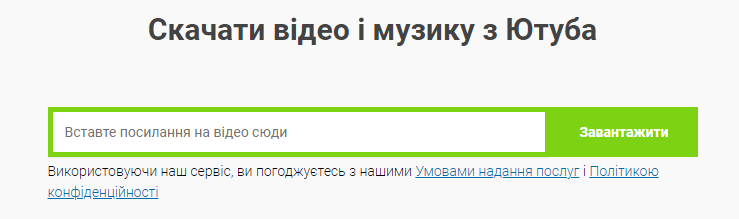 Скачати відео і музику з Ютуба
Вставте посилання на відео сюди
Завантажити
Використовуючи наш сервіс, ви погоджуєтесь з нашими Умовами надання послуг і Політикою
конфіденційності